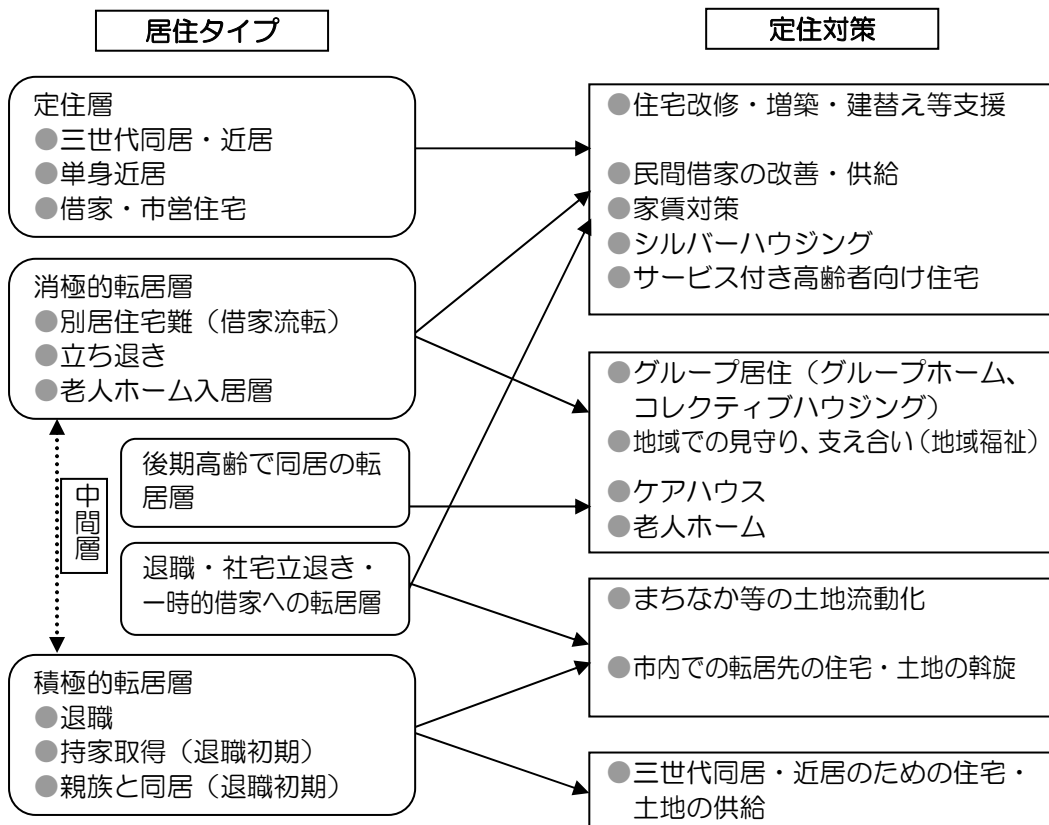 居住タイプ
定住層
●三世代同居・近居
●単身近居
●借家・市営住宅
消極的転居層
●別居住宅難（借家流転）
●立ち退き
●老人ホーム入居層
中間層
後期高齢で同居の転
居層
退職・社宅立退き・
一時的借家への転居層
積極的転居層
●退職
●持家取得（退職初期）
●親族と同居（退職初期）
定住対策
●住宅改修・増築・建替え等支援
●民間借家の改善・供給
●家賃対策
●シルバーハウジング
●サービス付き高齢者向け住宅
●グループ居住（グループホーム、
コレクティブハウジング）
●地域での見守り、支え合い（地域福祉）
●ケアハウス
●老人ホーム
●まちなか等の土地流動化
●市内での転居先の住宅・土地の斡旋
●三世代同居・近居のための住宅・
土地の供給